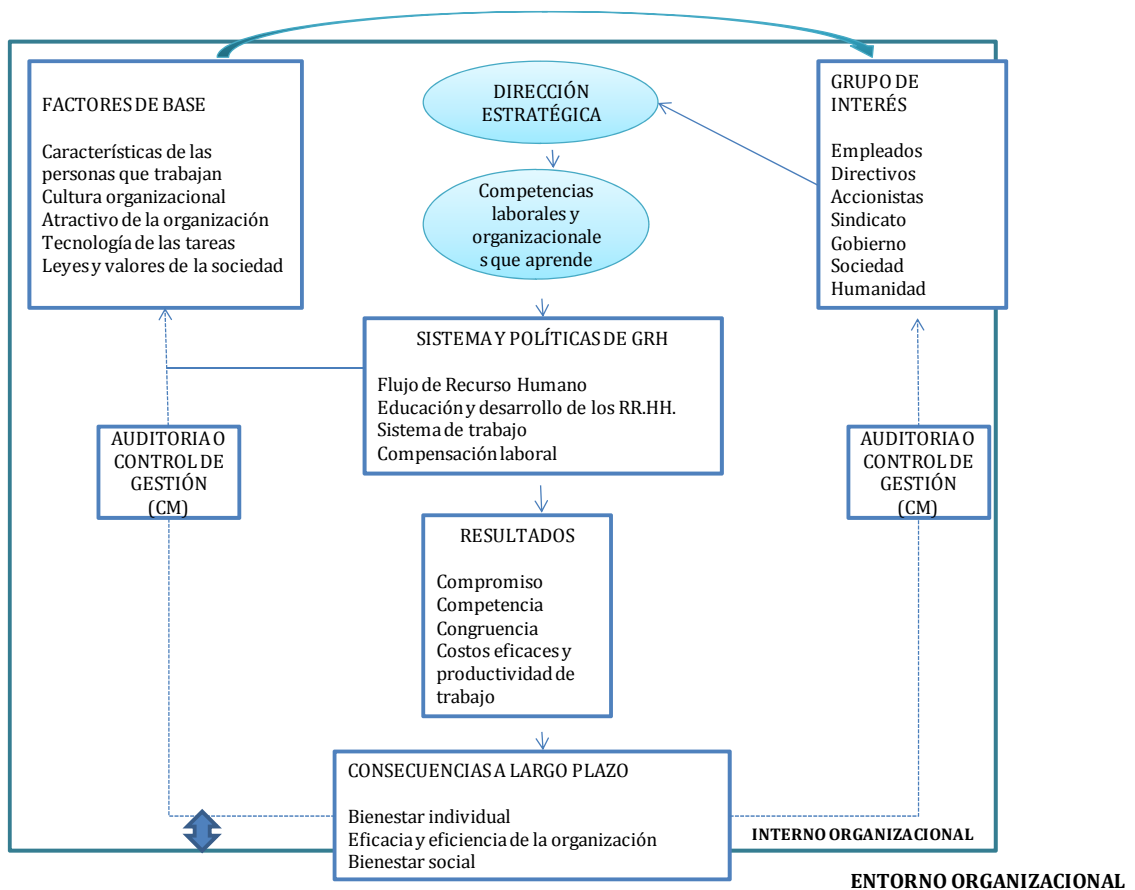 FACTORES DE BASE
Características de las
personas que trabajan
Cultura organizacional
Atractivo de la organización
Tecnología de las tareas
Leyes y valores de la sociedad
DIRECCIÓN
ESTRATÉGICA
Competencias
laborales y
organizacionale
s que aprende
GRUPO DE
INTERÉS
Empleados
Directivos
Accionistas
Sindicato
Gobierno
Sociedad
Humanidad
SISTEMA Y POLÍTICAS DE GRH
Flujo de Recurso Humano
Educación y desarrollo de los RR.HH.
Sistema de trabajo
Compensación laboral
AUDITORIA O
CONTROL DE
GESTIÓN
(CM)
AUDITORIA O
CONTROL DE
GESTIÓN
(CM)
RESULTADOS
Compromiso
Competencia
Congruencia
Costos eficaces y
productividad de
trabajo
CONSECUENCIAS A LARGO PLAZO
Bienestar individual
Eficacia y eficiencia de la organización
Bienestar social
INTERNO ORGANIZACIONAL
ENTORNO ORGANIZACIONAL